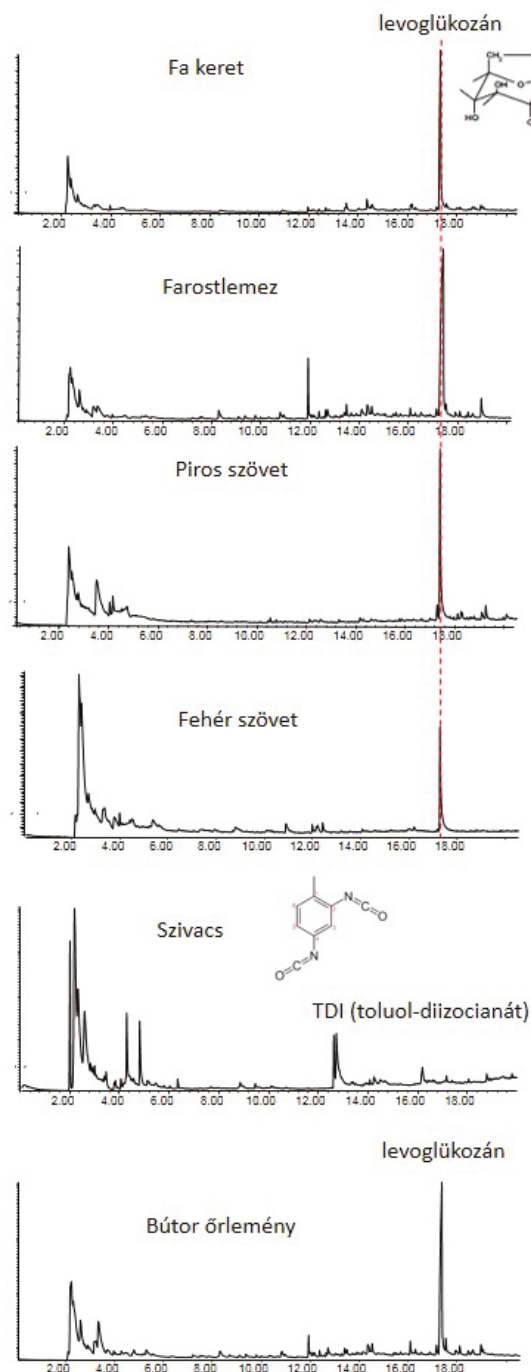 levoglükozán
Fa keret
CH₂
O
OH
HO
O
2.00 4.00 6.00 8.00 10.00 12.00 14.00 16.00 18.00
Farostlemez
2.00 4.00 6.00 8.00 10.00 12.00 14.00 16.00 18.00
Piros szövet
2.00 4.00 6.00 8.00 10.00 12.00 14.00 16.00 18.00
Fehér szövet
2.00 4.00 6.00 8.00 10.00 12.00 14.00 16.00 18.00
Szivacs
N C O
O C N
TDI (toluol-diizocianát)
2.00 4.00 6.00 8.00 10.00 12.00 14.00 16.00 18.00
levoglükozán
Bútor őrlemény
2.00 4.00 6.00 8.00 10.00 12.00 14.00 16.00 18.00